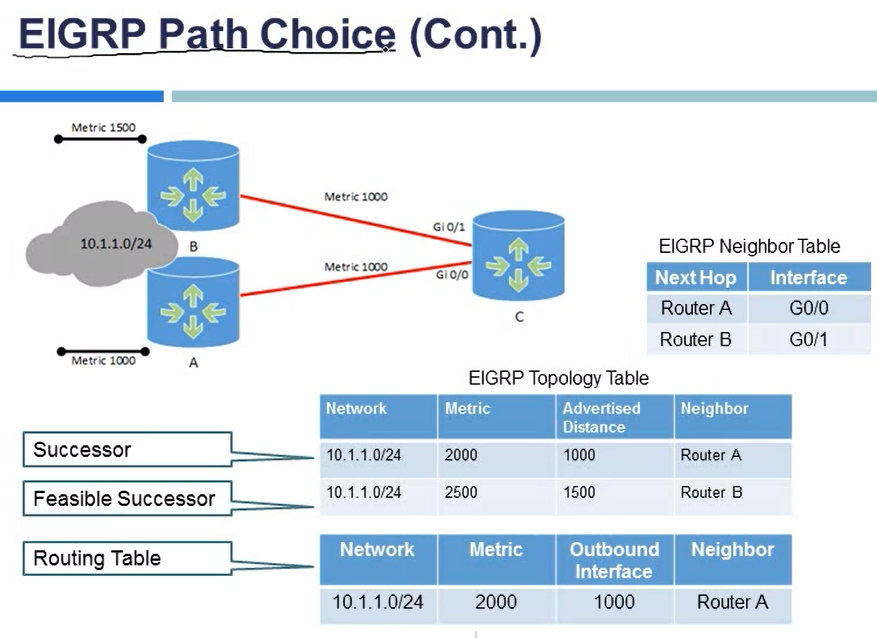 EIGRP Path Choice (Cont.)
Metric 1500
Metric 1000
Gi 0/1
10.1.1.0/24
B
Metric 1000
Gi 0/0
C
Metric 1000
A
EIGRP Neighbor Table
Next Hop Interface
Router A G0/0
Router B G0/1
EIGRP Topology Table
Network Metric Advertised Distance Neighbor
Successor
10.1.1.0/24 2000 1000 Router A
Feasible Successor
10.1.1.0/24 2500 1500 Router B
Routing Table
Network Metric Outbound Interface Neighbor
10.1.1.0/24 2000 1000 Router A